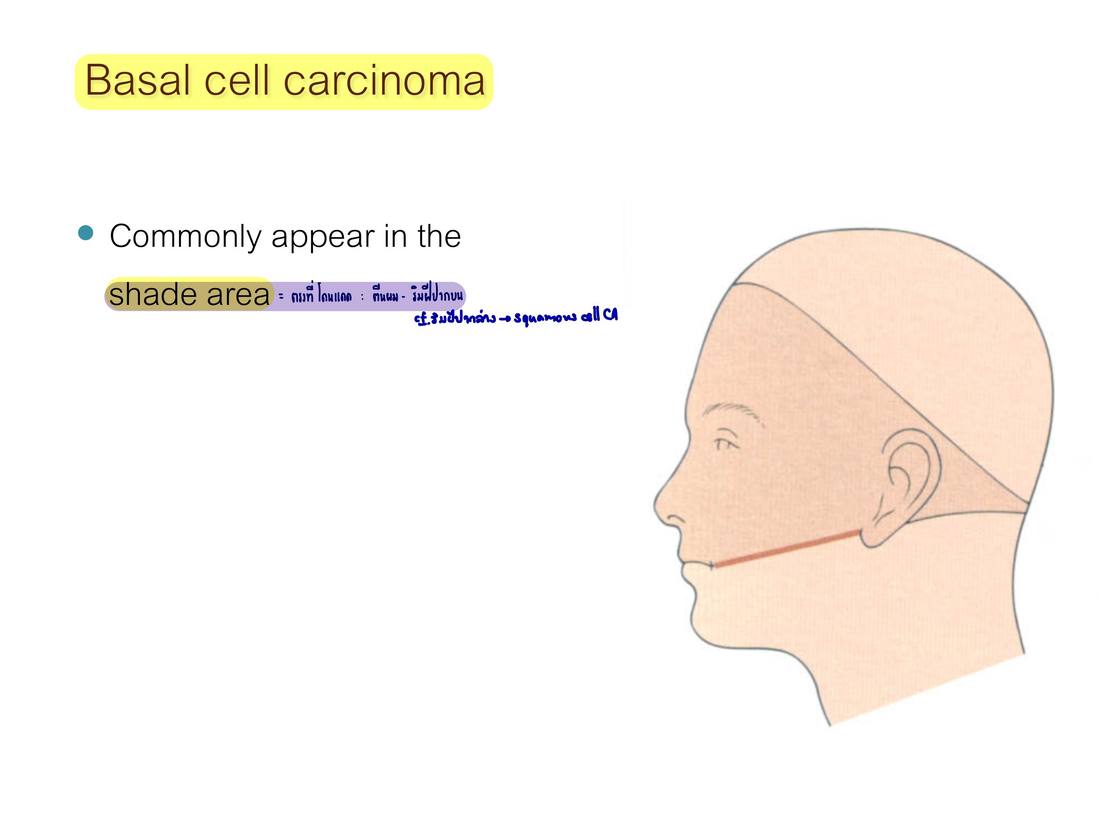 Basal cell carcinoma
Commonly appear in the
shade area = ตรงที่ โดนแดด : ตีนผม - ริมฝีปากบน
cf. ริมฝีปากล่าง → squamous cell CA